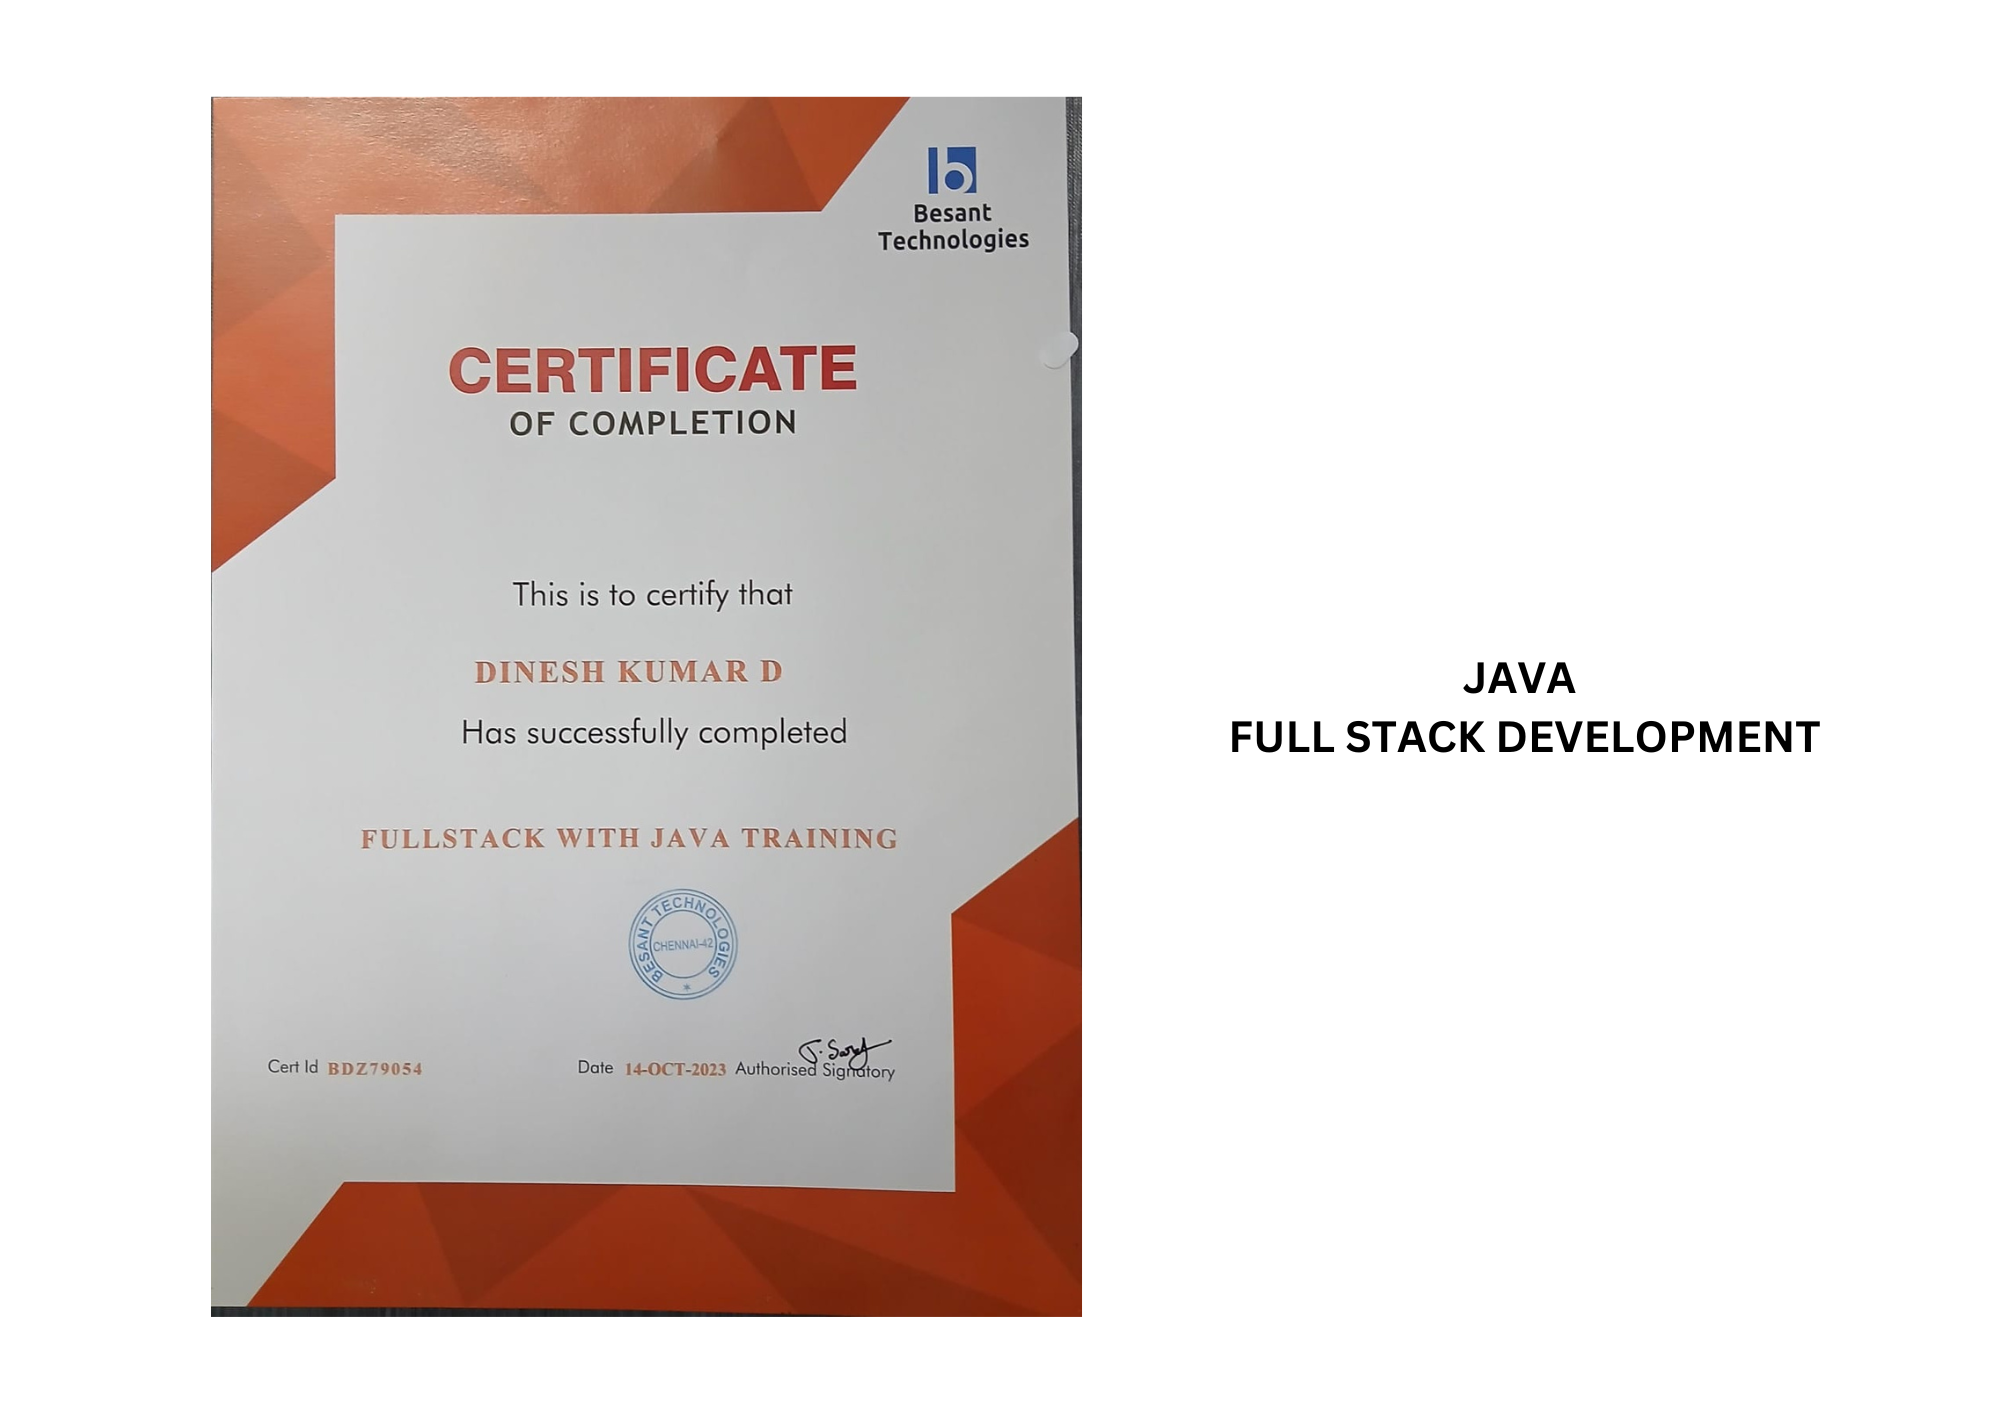 Besant
Technologies
CERTIFICATE
OF COMPLETION
This is to certify that
DINESH KUMAR D
Has successfully completed
FULLSTACK WITH JAVA TRAINING
BESANT TECHNOLOGIES
CHENNAI-42
Cert Id BDZ79054
Date 14-OCT-2023 Authorised Signatory
JAVA
FULL STACK DEVELOPMENT